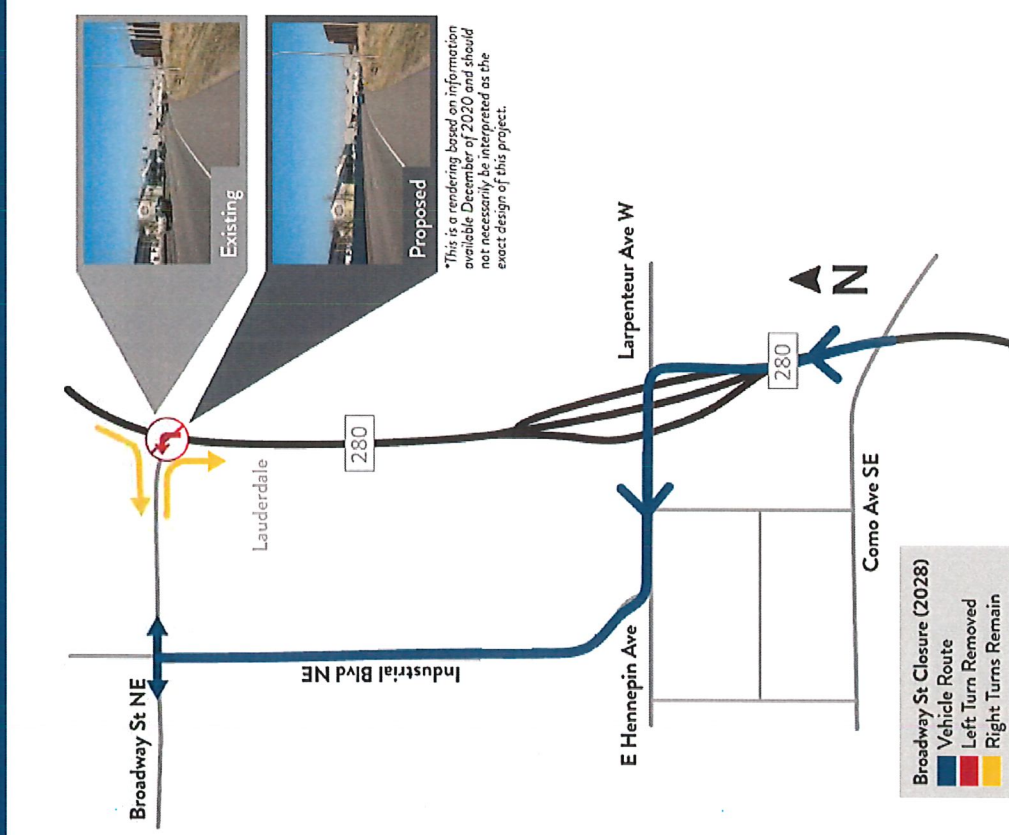 Existing
Proposed
*This is a rendering based on information
available December of 2020 and should
not necessarily be interpreted as the
exact design of this project.
Broadway St NE
Lauderdale
280
Industrial Blvd NE
E Hennepin Ave
Larpenteur Ave W
280
N
Como Ave SE
Broadway St Closure (2028)
Vehicle Route
Left Turn Removed
Right Turns Remain